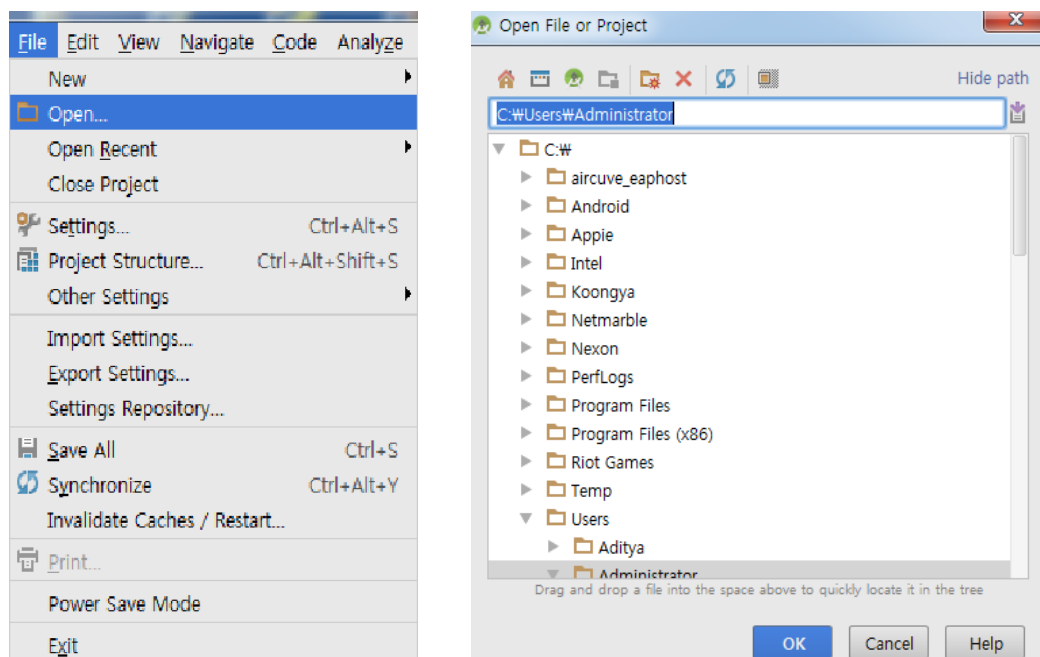 File Edit View Navigate Code Analyze
New
Open...
Open Recent
Close Project
Settings... Ctrl+Alt+S
Project Structure... Ctrl+Alt+Shift+S
Other Settings
Import Settings...
Export Settings...
Settings Repository...
Save All Ctrl+S
Synchronize Ctrl+Alt+Y
Invalidate Caches / Restart...
Print...
Power Save Mode
Exit
Open File or Project
Hide path
C:₩Users₩Administrator
C:₩
aircuve_eaphost
Android
Appie
Intel
Koongya
Netmarble
Nexon
PerfLogs
Program Files
Program Files (x86)
Riot Games
Temp
Users
Aditya
Administrator
Drag and drop a file into the space above to quickly locate it in the tree
OK Cancel Help